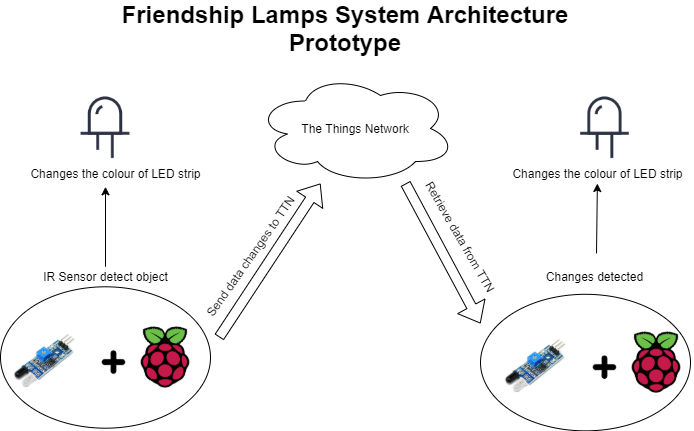 Friendship Lamps System Architecture
Prototype
The Things Network
Changes the colour of LED strip
Changes the colour of LED strip
Send data changes to TTN
Retrieve data from TTN
IR Sensor detect object
Changes detected